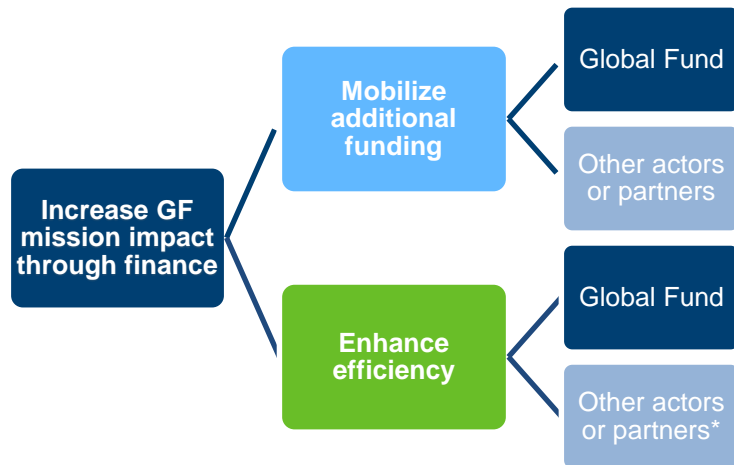 Increase GF
mission impact
through finance
Mobilize
additional
funding
Global Fund
Other actors
or partners
Enhance
efficiency
Global Fund
Other actors
or partners*